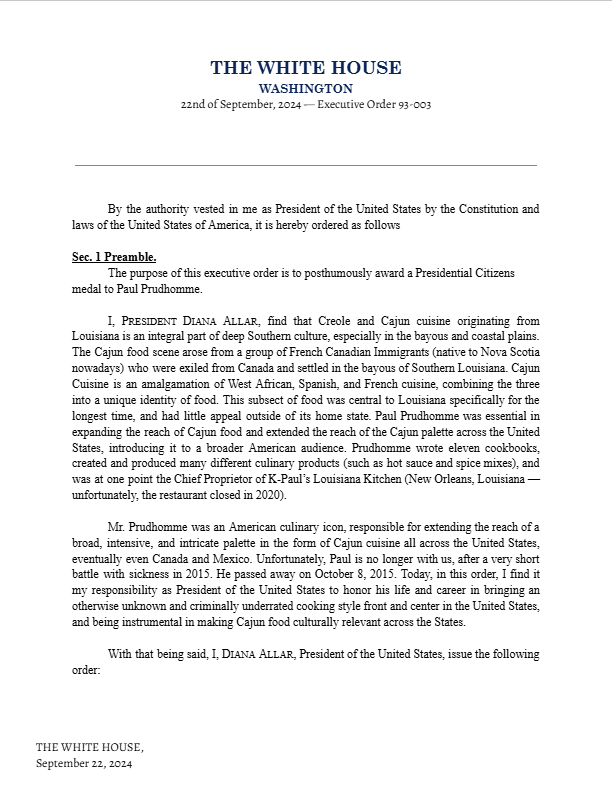 THE WHITE HOUSE
WASHINGTON
22nd of September, 2024 — Executive Order 93-003
By the authority vested in me as President of the United States by the Constitution and
laws of the United States of America, it is hereby ordered as follows
Sec. 1 Preamble.
The purpose of this executive order is to posthumously award a Presidential Citizens
medal to Paul Prudhomme.
I, PRESIDENT DIANA ALLAR, find that Creole and Cajun cuisine originating from
Louisiana is an integral part of deep Southern culture, especially in the bayous and coastal plains.
The Cajun food scene arose from a group of French Canadian Immigrants (native to Nova Scotia
nowadays) who were exiled from Canada and settled in the bayous of Southern Louisiana. Cajun
Cuisine is an amalgamation of West African, Spanish, and French cuisine, combining the three
into a unique identity of food. This subsect of food was central to Louisiana specifically for the
longest time, and had little appeal outside of its home state. Paul Prudhomme was essential in
expanding the reach of Cajun food and extended the reach of the Cajun palette across the United
States, introducing it to a broader American audience. Prudhomme wrote eleven cookbooks,
created and produced many different culinary products (such as hot sauce and spice mixes), and
was at one point the Chief Proprietor of K-Paul's Louisiana Kitchen (New Orleans, Louisiana —
unfortunately, the restaurant closed in 2020).
Mr. Prudhomme was an American culinary icon, responsible for extending the reach of a
broad, intensive, and intricate palette in the form of Cajun cuisine all across the United States,
eventually even Canada and Mexico. Unfortunately, Paul is no longer with us, after a very short
battle with sickness in 2015. He passed away on October 8, 2015. Today, in this order, I find it
my responsibility as President of the United States to honor his life and career in bringing an
otherwise unknown and criminally underrated cooking style front and center in the United States,
and being instrumental in making Cajun food culturally relevant across the States.
With that being said, I, DIANA ALLAR, President of the United States, issue the following
order:
THE WHITE HOUSE,
September 22, 2024